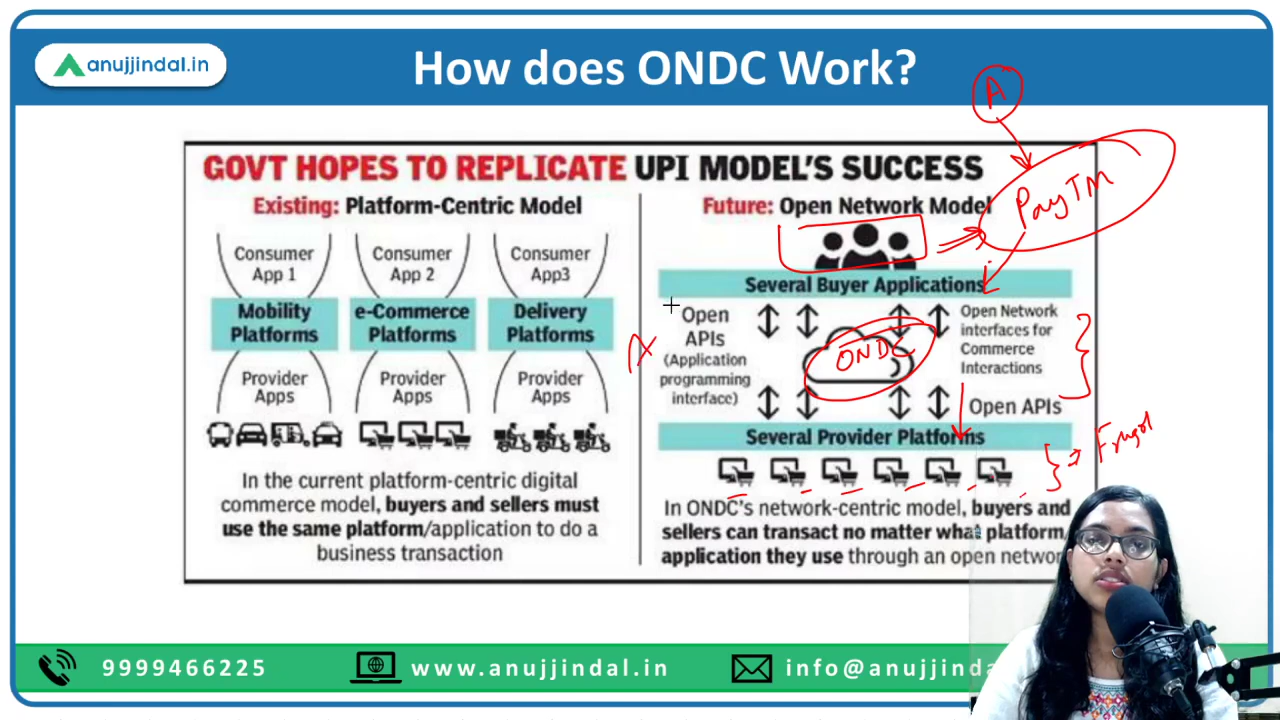 anujjindal.in
How does ONDC Work?
A
GOVT HOPES TO REPLICATE UPI MODEL'S SUCCESS
Existing: Platform-Centric Model
Consumer
App 1
Consumer
App 2
Consumer
App3
Mobility
Platforms
e-Commerce
Platforms
Delivery
Platforms
Provider
Apps
Provider
Apps
Provider
Apps
In the current platform-centric digital
commerce model, buyers and sellers must
use the same platform/application to do a
business transaction
Future: Open Network Model
PayTM
Several Buyer Applications
Open
APIs
(Application
programming
interface)
ONDC
Open Network
interfaces for
Commerce
Interactions
Open APIs
Several Provider Platforms
In ONDC's network-centric model, buyers and
sellers can transact no matter what platform/
application they use through an open network
9999466225
www.anujjindal.in
info@anujjinda